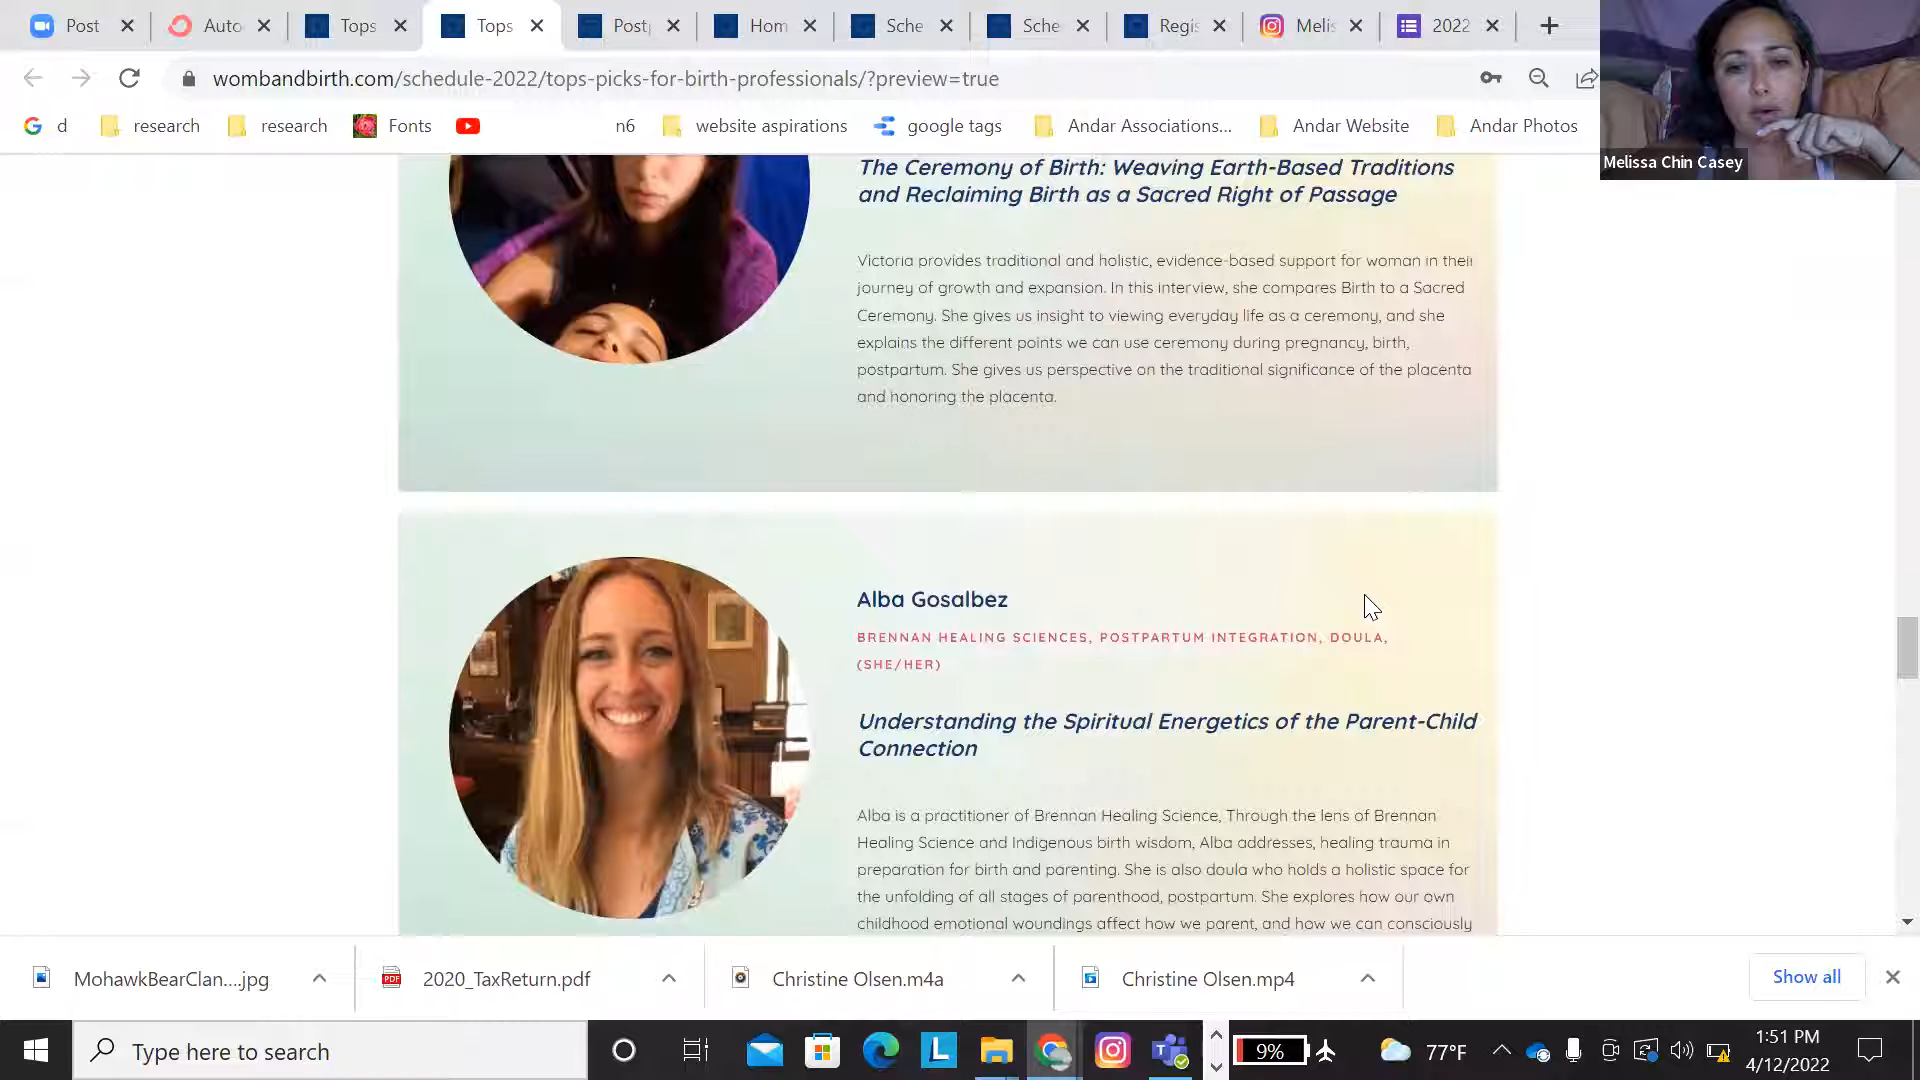 Post
Auto
Tops
Tops
Post
Hom
Sche
Sche
Regis
Melis
2022
wombandbirth.com/schedule-2022/tops-picks-for-birth-professionals/?preview=true
d
research
research
Fonts
n6
website aspirations
google tags
Andar Associations...
Andar Website
Andar Photos
Melissa Chin Casey
The Ceremony of Birth: Weaving Earth-Based Traditions
and Reclaiming Birth as a Sacred Right of Passage
Victoria provides traditional and holistic, evidence-based support for woman in their
journey of growth and expansion. In this interview, she compares Birth to a Sacred
Ceremony. She gives us insight to viewing everyday life as a ceremony, and she
explains the different points we can use ceremony during pregnancy, birth,
postpartum. She gives us perspective on the traditional significance of the placenta
and honoring the placenta.
Alba Gosalbez
BRENNAN HEALING SCIENCES, POSTPARTUM INTEGRATION, DOULA,
(SHE/HER)
Understanding the Spiritual Energetics of the Parent-Child
Connection
Alba is a practitioner of Brennan Healing Science, Through the lens of Brennan
Healing Science and Indigenous birth wisdom, Alba addresses, healing trauma in
preparation for birth and parenting. She is also doula who holds a holistic space for
the unfolding of all stages of parenthood, postpartum. She explores how our own
childhood emotional woundings affect how we parent, and how we can consciously
MohawkBearClan....jpg
2020_TaxReturn.pdf
Christine Olsen.m4a
Christine Olsen.mp4
Show all
Type here to search
9%
77°F
1:51 PM
4/12/2022